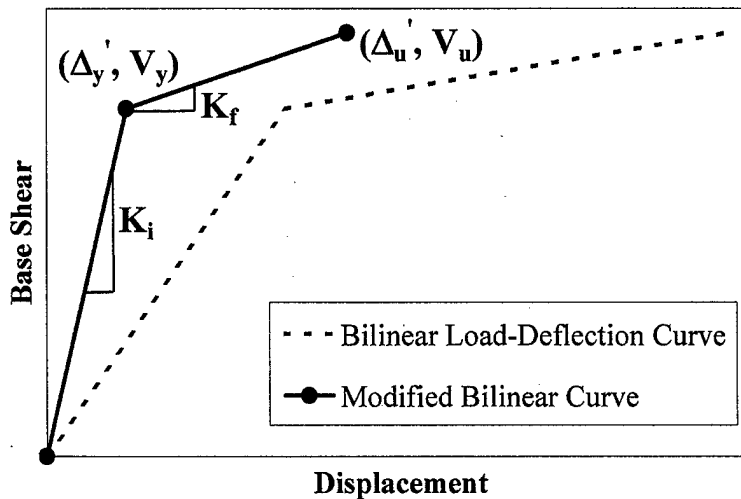 (Δy', Vy)
(Δu', Vu)
Kf
Ki
Base Shear
Bilinear Load-Deflection Curve
Modified Bilinear Curve
Displacement